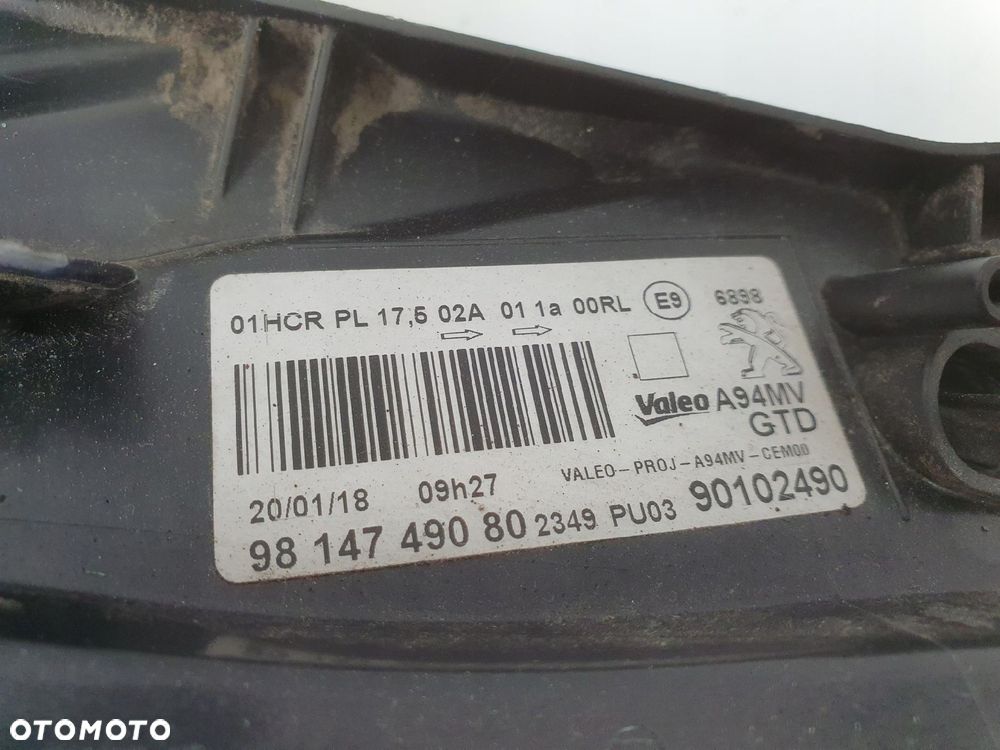 01HCR PL 17,5 02A 01 1a 00RL E9 6898
Valeo A94MV
GTD
VALEO-PROJ-A94MV-CEM00
20/01/18 09h27
98 147 490 80 2349 PU03 90102490
OTOMOTO